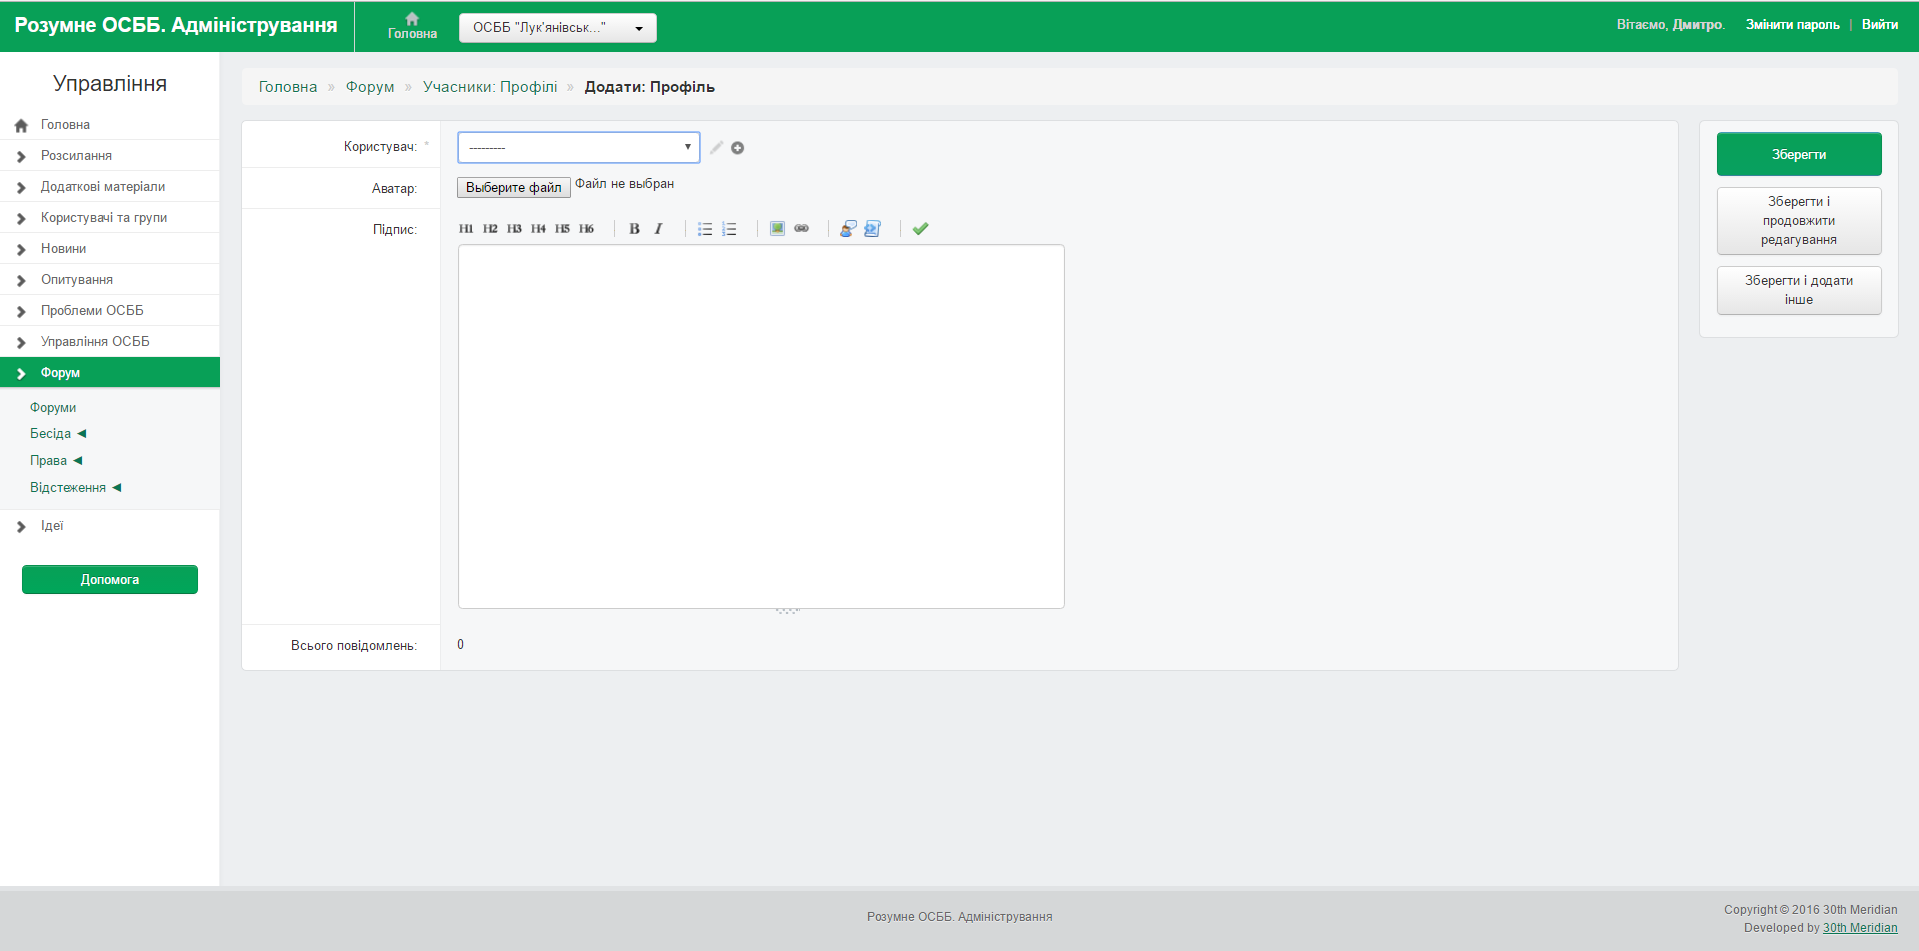 Розумне ОСББ. Адміністрування
Головна
ОСББ "Лук'янівськ..."
Вітаємо, Дмитро. Змінити пароль | Вийти
Управління
Головна
Розсилання
Додаткові матеріали
Користувачі та групи
Новини
Опитування
Проблеми ОСББ
Управління ОСББ
Форум
Форуми
Бесіда ◄
Права ◄
Відстеження ◄
Ідеї
Допомога
Головна » Форум » Учасники: Профілі » Додати: Профіль
Користувач: *
---------
Аватар:
Выберите файл Файл не выбран
Підпис:
H1 H2 H3 H4 H5 H6 B I
Всього повідомлень:
0
Зберегти
Зберегти і
продовжити
редагування
Зберегти і додати
інше
Розумне ОСББ. Адміністрування
Copyright © 2016 30th Meridian
Developed by 30th Meridian